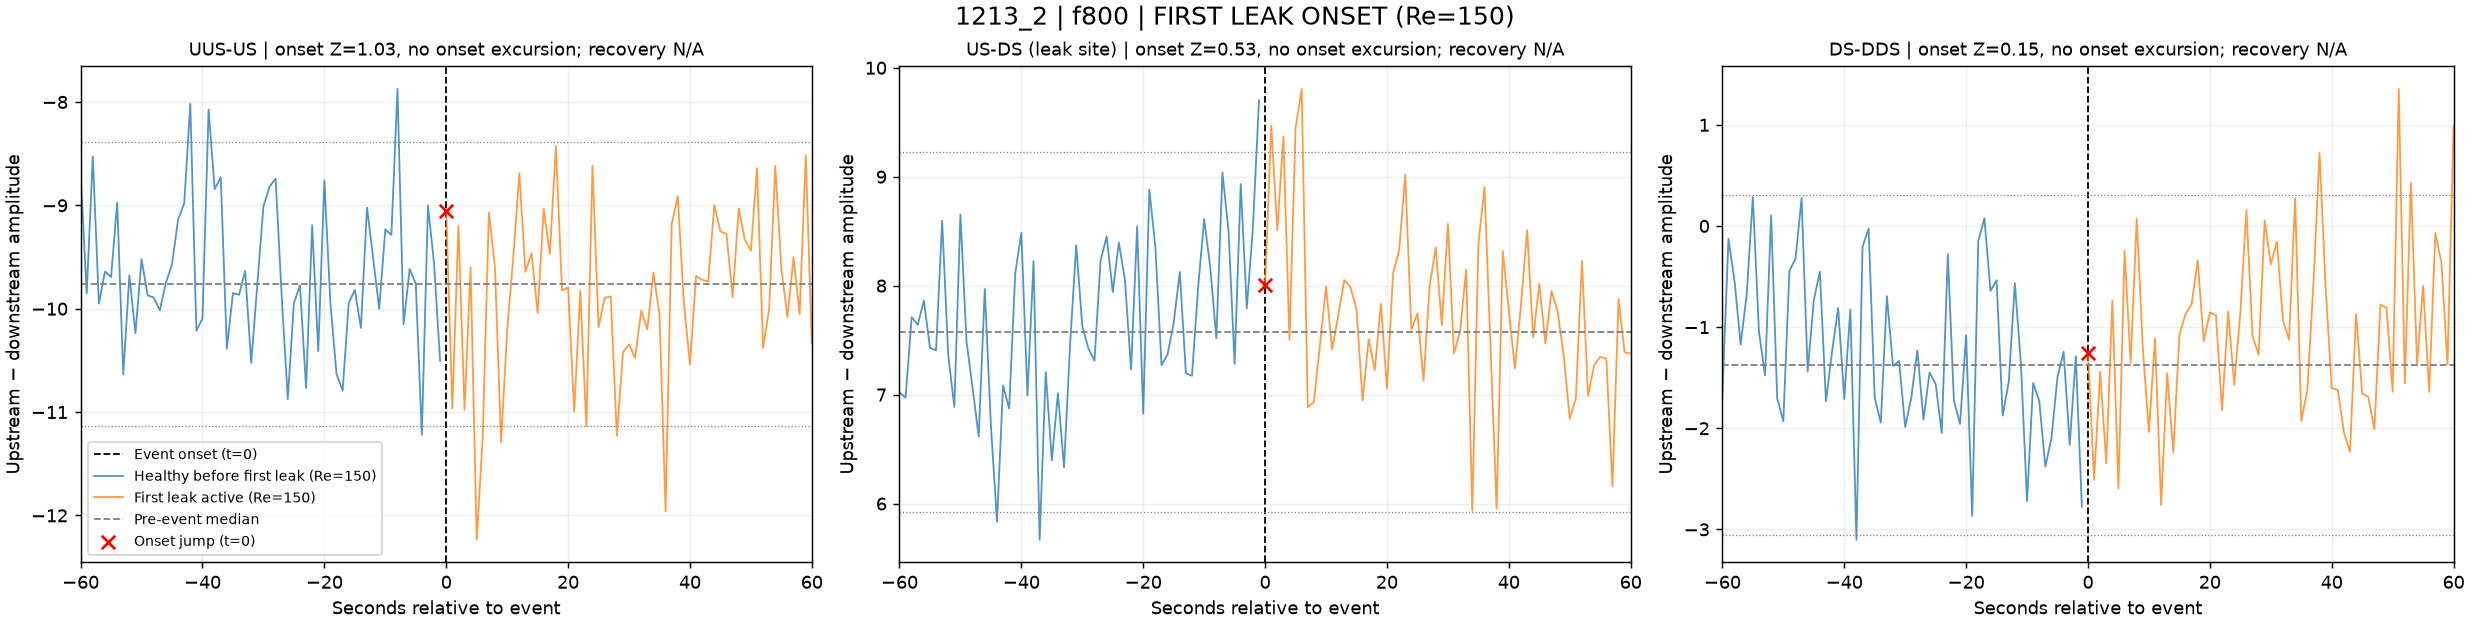 1213_2 | f800 | FIRST LEAK ONSET (Re=150)
UUS-US | onset Z=1.03, no onset excursion; recovery N/A
Upstream − downstream amplitude
−8
−9
−10
−11
−12
Event onset (t=0)
Healthy before first leak (Re=150)
First leak active (Re=150)
Pre-event median
Onset jump (t=0)
−60 −40 −20 0 20 40 60
Seconds relative to event
US-DS (leak site) | onset Z=0.53, no onset excursion; recovery N/A
Upstream − downstream amplitude
10
9
8
7
6
−60 −40 −20 0 20 40 60
Seconds relative to event
DS-DDS | onset Z=0.15, no onset excursion; recovery N/A
Upstream − downstream amplitude
1
0
−1
−2
−3
−60 −40 −20 0 20 40 60
Seconds relative to event